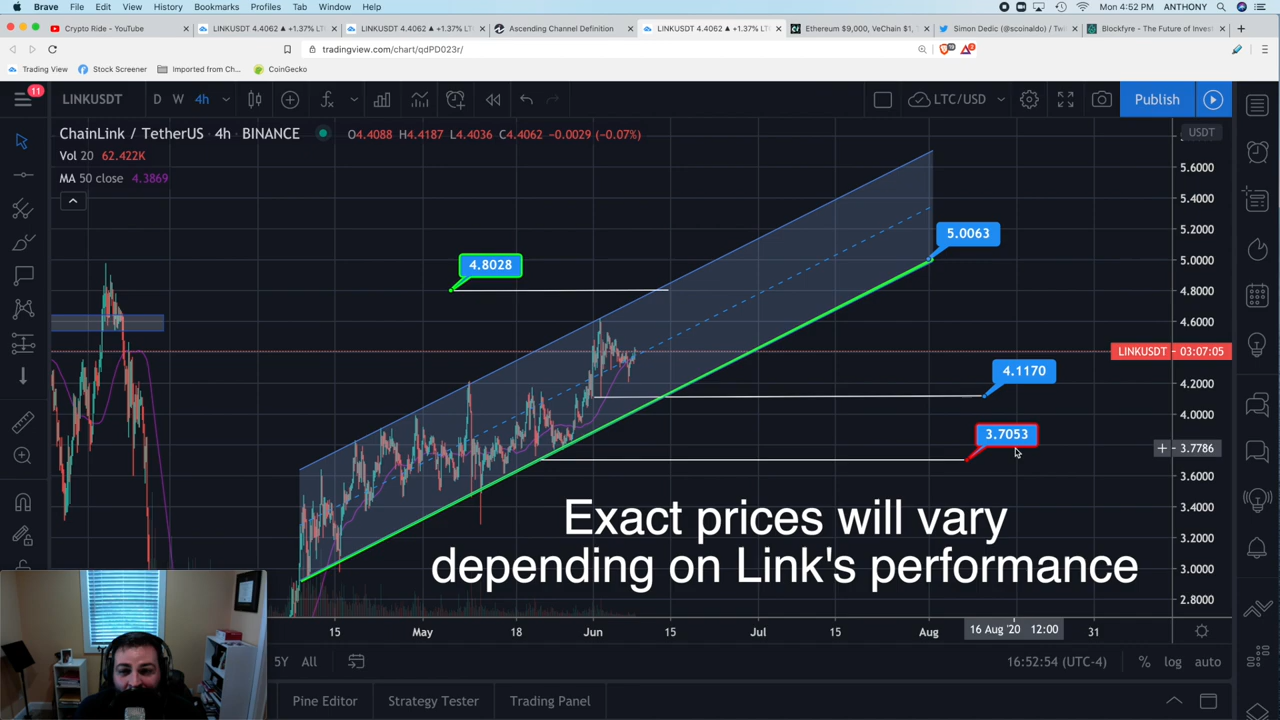 Brave File Edit View History Bookmarks Profiles Tab Window Help Mon 4:52 PM ANTHONY
Crypto Ride - YouTube LINKUSDT 4.4062 ▲ +1.37% LINKUSDT 4.4062 ▲ +1.37% Ascending Channel Definition LINKUSDT 4.4062 ▲ +1.37% Ethereum $9,000, VeChain $1 Simon Dedic (@scoinaldo) / Tw Blockfyre - The Future of Invest
tradingview.com/chart/qdPD023r/
Trading View Stock Screener Imported from Ch... CoinGecko
11
LINKUSDT D W 4h LTC/USD Publish
ChainLink / TetherUS 4h BINANCE O4.4088 H4.4187 L4.4036 C4.4062 −0.0029 (−0.07%) USDT
Vol 20 62.422K
MA 50 close 4.3869
5.6000
5.4000
5.0063
4.8028
5.0000
4.8000
4.6000
LINKUSDT 03:07:05
4.1170
4.2000
4.0000
3.7053
+ 3.7786
3.6000
Exact prices will vary
depending on Link's performance
3.4000
3.2000
3.0000
2.8000
15 May 18 Jun 15 Jul 15 Aug 16 Aug '20 12:00 31
5Y All 16:52:54 (UTC-4) % log auto
Pine Editor Strategy Tester Trading Panel